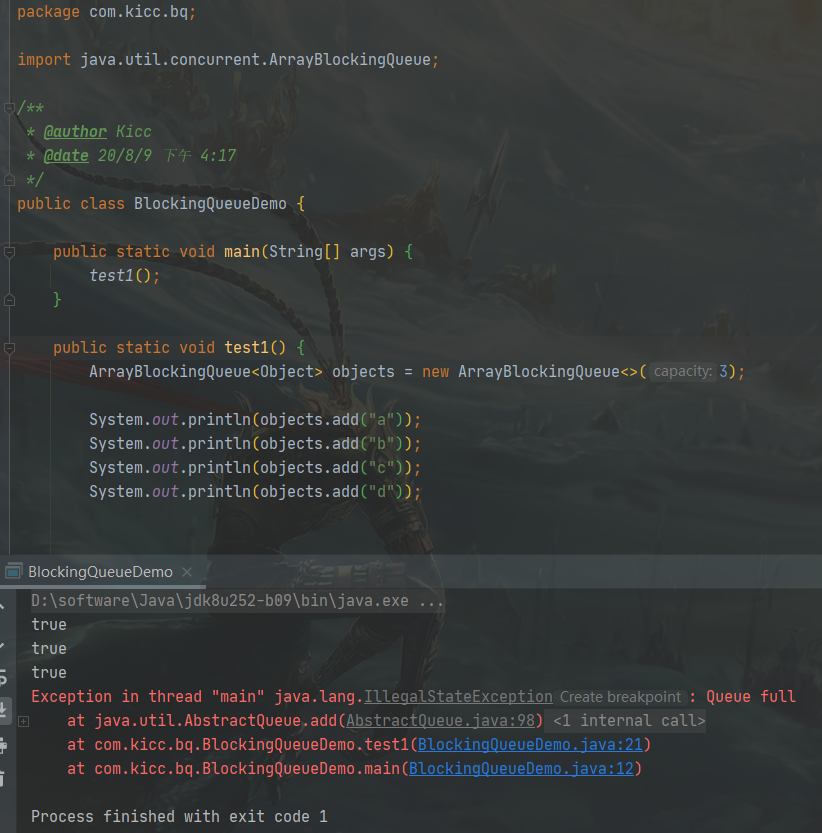 package com.kicc.bq;
import java.util.concurrent.ArrayBlockingQueue;
/**
* @author Kicc
* @date 20/8/9 下午 4:17
*/
public class BlockingQueueDemo {
public static void main(String[] args) {
test1();
}
public static void test1() {
ArrayBlockingQueue<Object> objects = new ArrayBlockingQueue<>( capacity: 3);
System.out.println(objects.add("a"));
System.out.println(objects.add("b"));
System.out.println(objects.add("c"));
System.out.println(objects.add("d"));
BlockingQueueDemo ×
D:\software\Java\jdk8u252-b09\bin\java.exe ...
true
true
true
Exception in thread "main" java.lang.IllegalStateException Create breakpoint : Queue full
at java.util.AbstractQueue.add(AbstractQueue.java:98) <1 internal call>
at com.kicc.bq.BlockingQueueDemo.test1(BlockingQueueDemo.java:21)
at com.kicc.bq.BlockingQueueDemo.main(BlockingQueueDemo.java:12)
Process finished with exit code 1